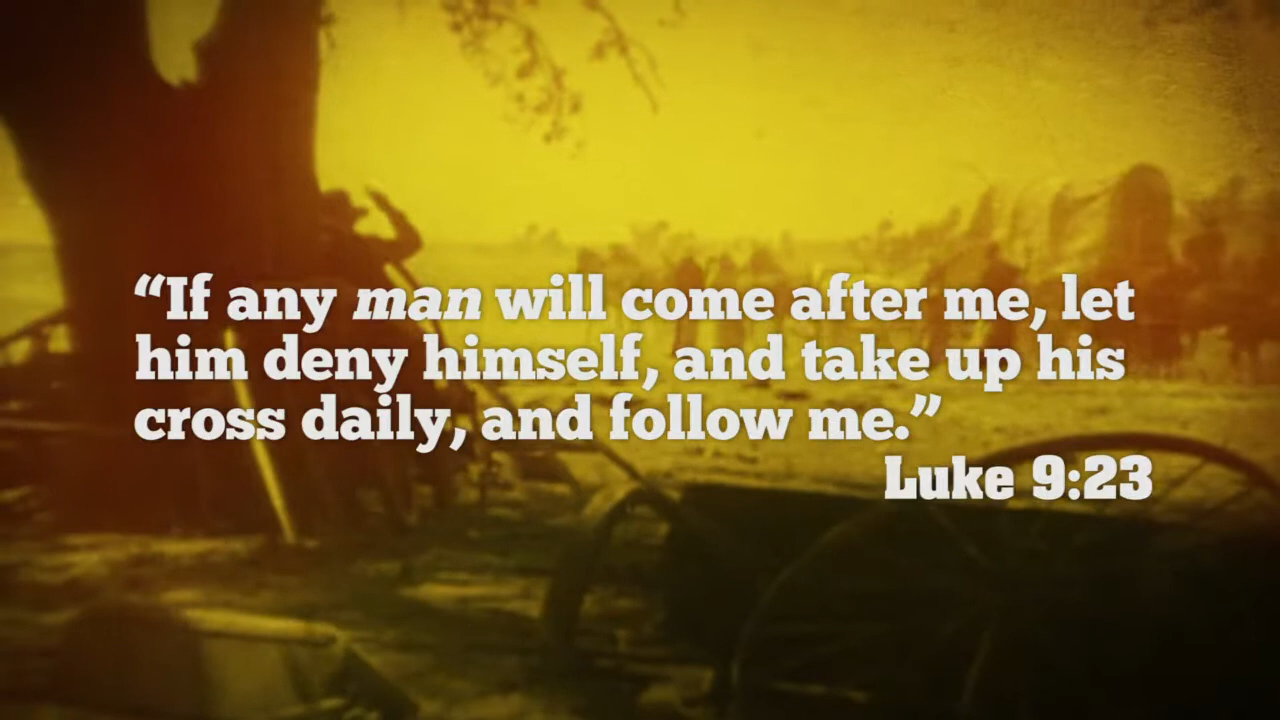 “If any man will come after me, let
him deny himself, and take up his
cross daily, and follow me.”
Luke 9:23